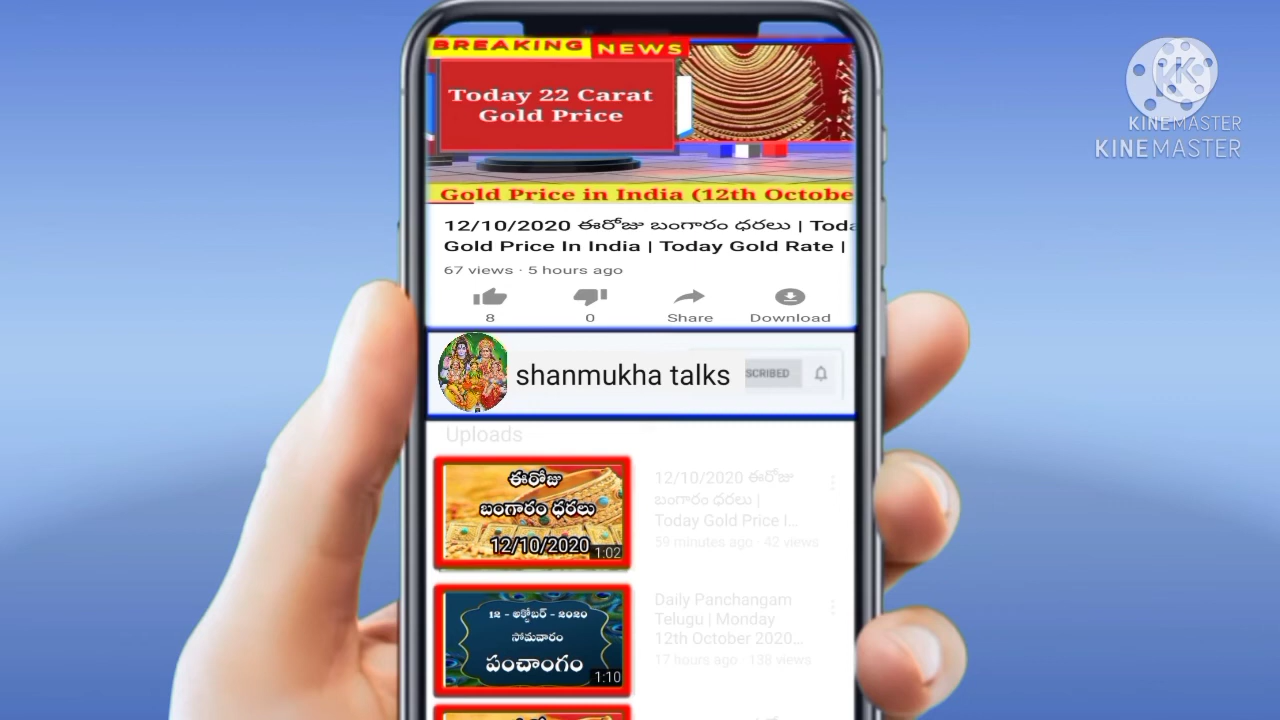 BREAKING NEWS
Today 22 Carat
Gold Price
Gold Price in India (12th Octobe
12/10/2020 ఈరోజు బంగారం ధరలు | Toda
Gold Price In India | Today Gold Rate |
67 views · 5 hours ago
8
0
Share
Download
shanmukha talks
SCRIBED
Uploads
ఈరోజు
బంగారం ధరలు
12/10/2020
1:02
12/10/2020 ఈరోజు
బంగారం ధరలు |
Today Gold Price I...
59 minutes ago · 42 views
12 - అక్టోబర్ - 2020
సోమవారం
పంచాంగం
1:10
Daily Panchangam
Telugu | Monday
12th October 2020...
17 hours ago · 138 views
KINEMASTER
KINEMASTER